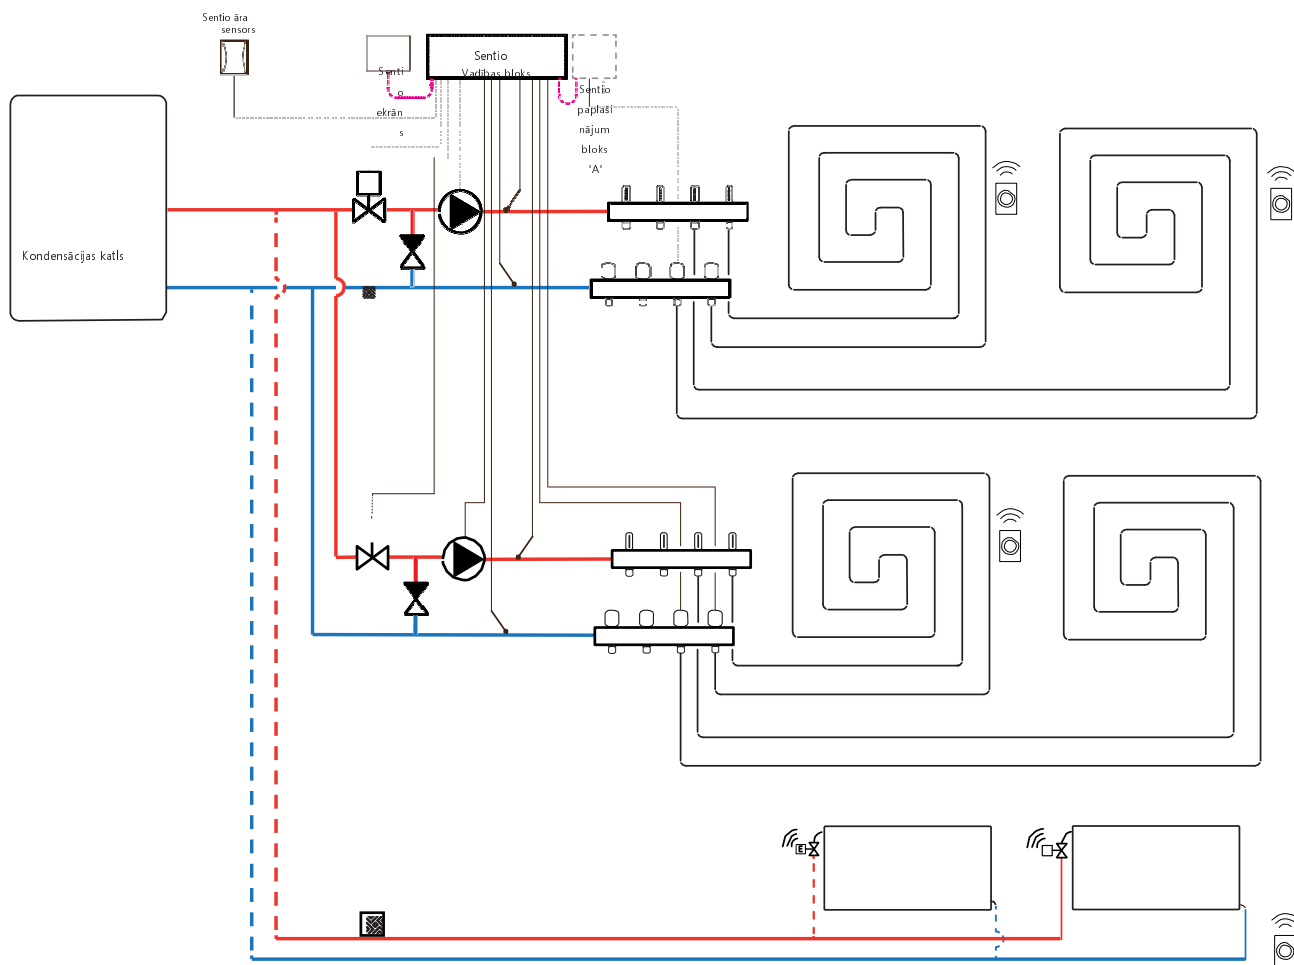 Sentio āra
sensors
Senti
o
ekrān
s
Sentio
Vadības bloks
Sentio
paplaši
nājum
bloks
'A'
Kondensācijas katls
E